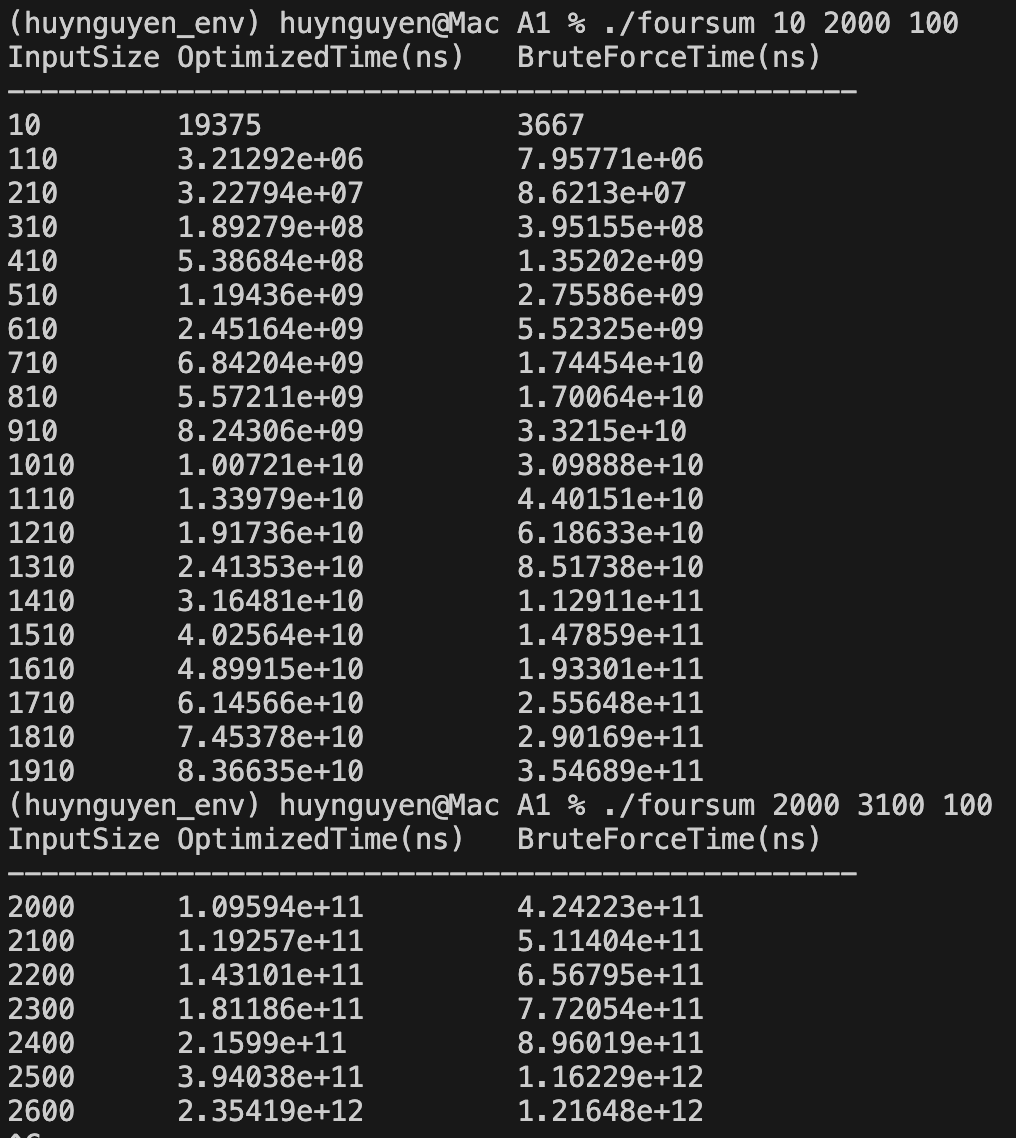 (huynguyen_env) huynguyen@Mac A1 % ./foursum 10 2000 100
InputSize OptimizedTime(ns)   BruteForceTime(ns)
--------------------------------------------------
10        19375               3667
110       3.21292e+06         7.95771e+06
210       3.22794e+07         8.6213e+07
310       1.89279e+08         3.95155e+08
410       5.38684e+08         1.35202e+09
510       1.19436e+09         2.75586e+09
610       2.45164e+09         5.52325e+09
710       6.84204e+09         1.74454e+10
810       5.57211e+09         1.70064e+10
910       8.24306e+09         3.3215e+10
1010      1.00721e+10         3.09888e+10
1110      1.33979e+10         4.40151e+10
1210      1.91736e+10         6.18633e+10
1310      2.41353e+10         8.51738e+10
1410      3.16481e+10         1.12911e+11
1510      4.02564e+10         1.47859e+11
1610      4.89915e+10         1.93301e+11
1710      6.14566e+10         2.55648e+11
1810      7.45378e+10         2.90169e+11
1910      8.36635e+10         3.54689e+11
(huynguyen_env) huynguyen@Mac A1 % ./foursum 2000 3100 100
InputSize OptimizedTime(ns)   BruteForceTime(ns)
--------------------------------------------------
2000      1.09594e+11         4.24223e+11
2100      1.19257e+11         5.11404e+11
2200      1.43101e+11         6.56795e+11
2300      1.81186e+11         7.72054e+11
2400      2.1599e+11          8.96019e+11
2500      3.94038e+11         1.16229e+12
2600      2.35419e+12         1.21648e+12